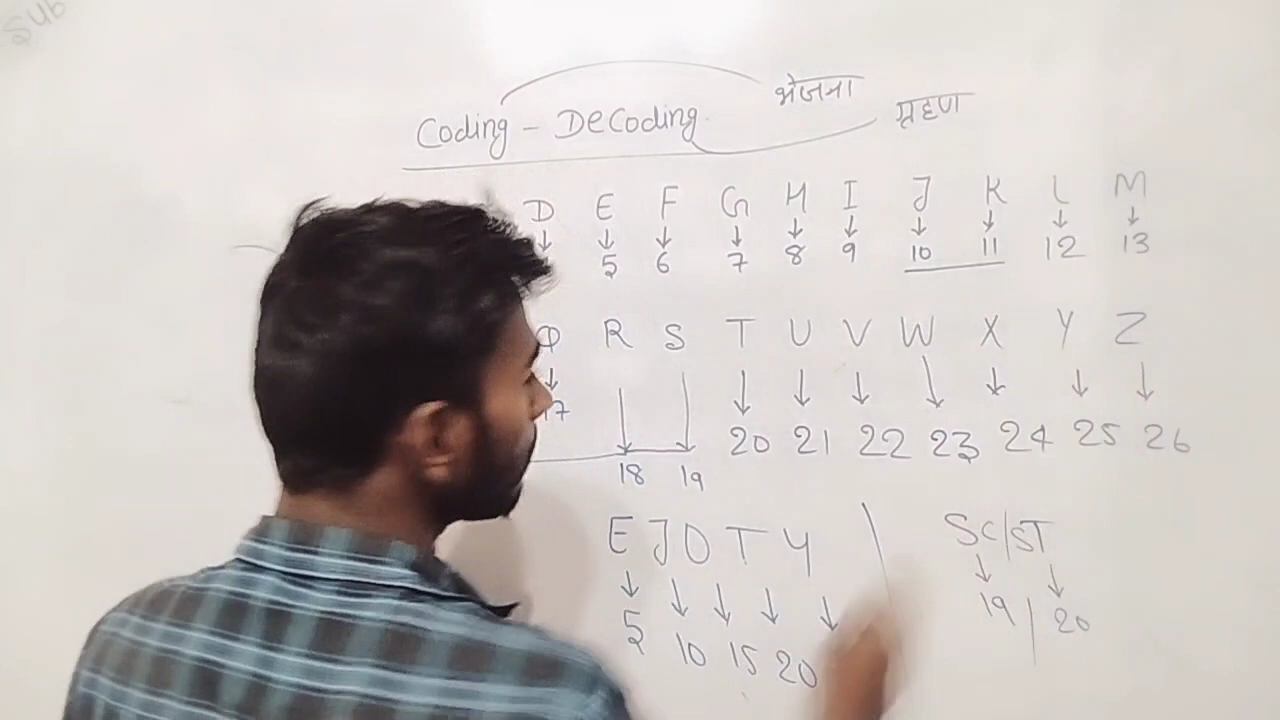 Sub
Coding - Decoding भेजना ग्रहण
D E F G H I J K L M
5 6 7 8 9 10 11 12 13
Q R S T U V W X Y Z
17 18 19 20 21 22 23 24 25 26
E J O T Y SC/ST
5 10 15 20 19 / 20